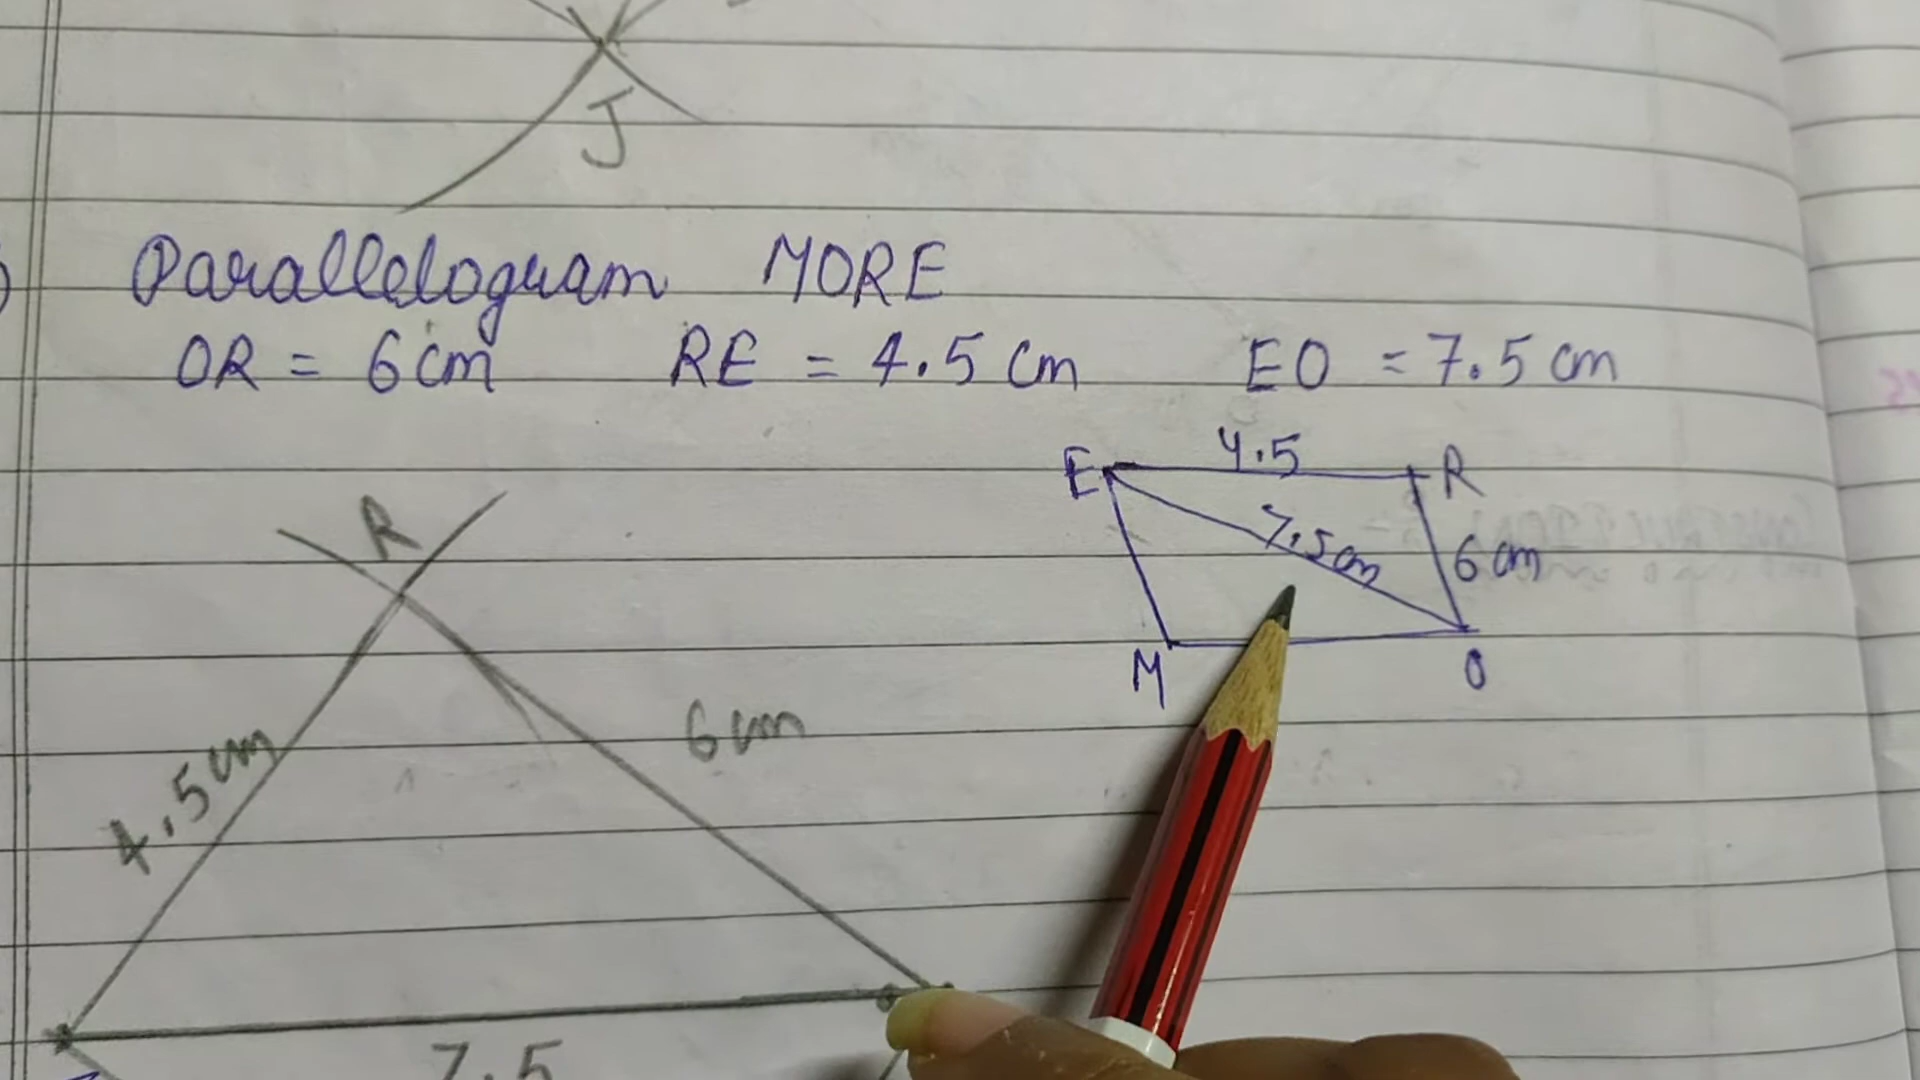 J
Parallelogram MORE
OR = 6 cm RE = 4.5 cm EO = 7.5 cm
E 4.5 R
7.5 cm
6 cm
M O
R
4.5 cm
6 cm
7.5